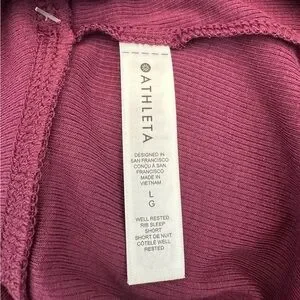 ATHLETA
DESIGNED IN
SAN FRANCISCO
CONÇU À SAN
FRANCISCO
MADE IN
VIETNAM
L
G
WELL RESTED
RIB SLEEP
SHORT
SHORT DE NUIT
CÔTELÉ WELL
RESTED